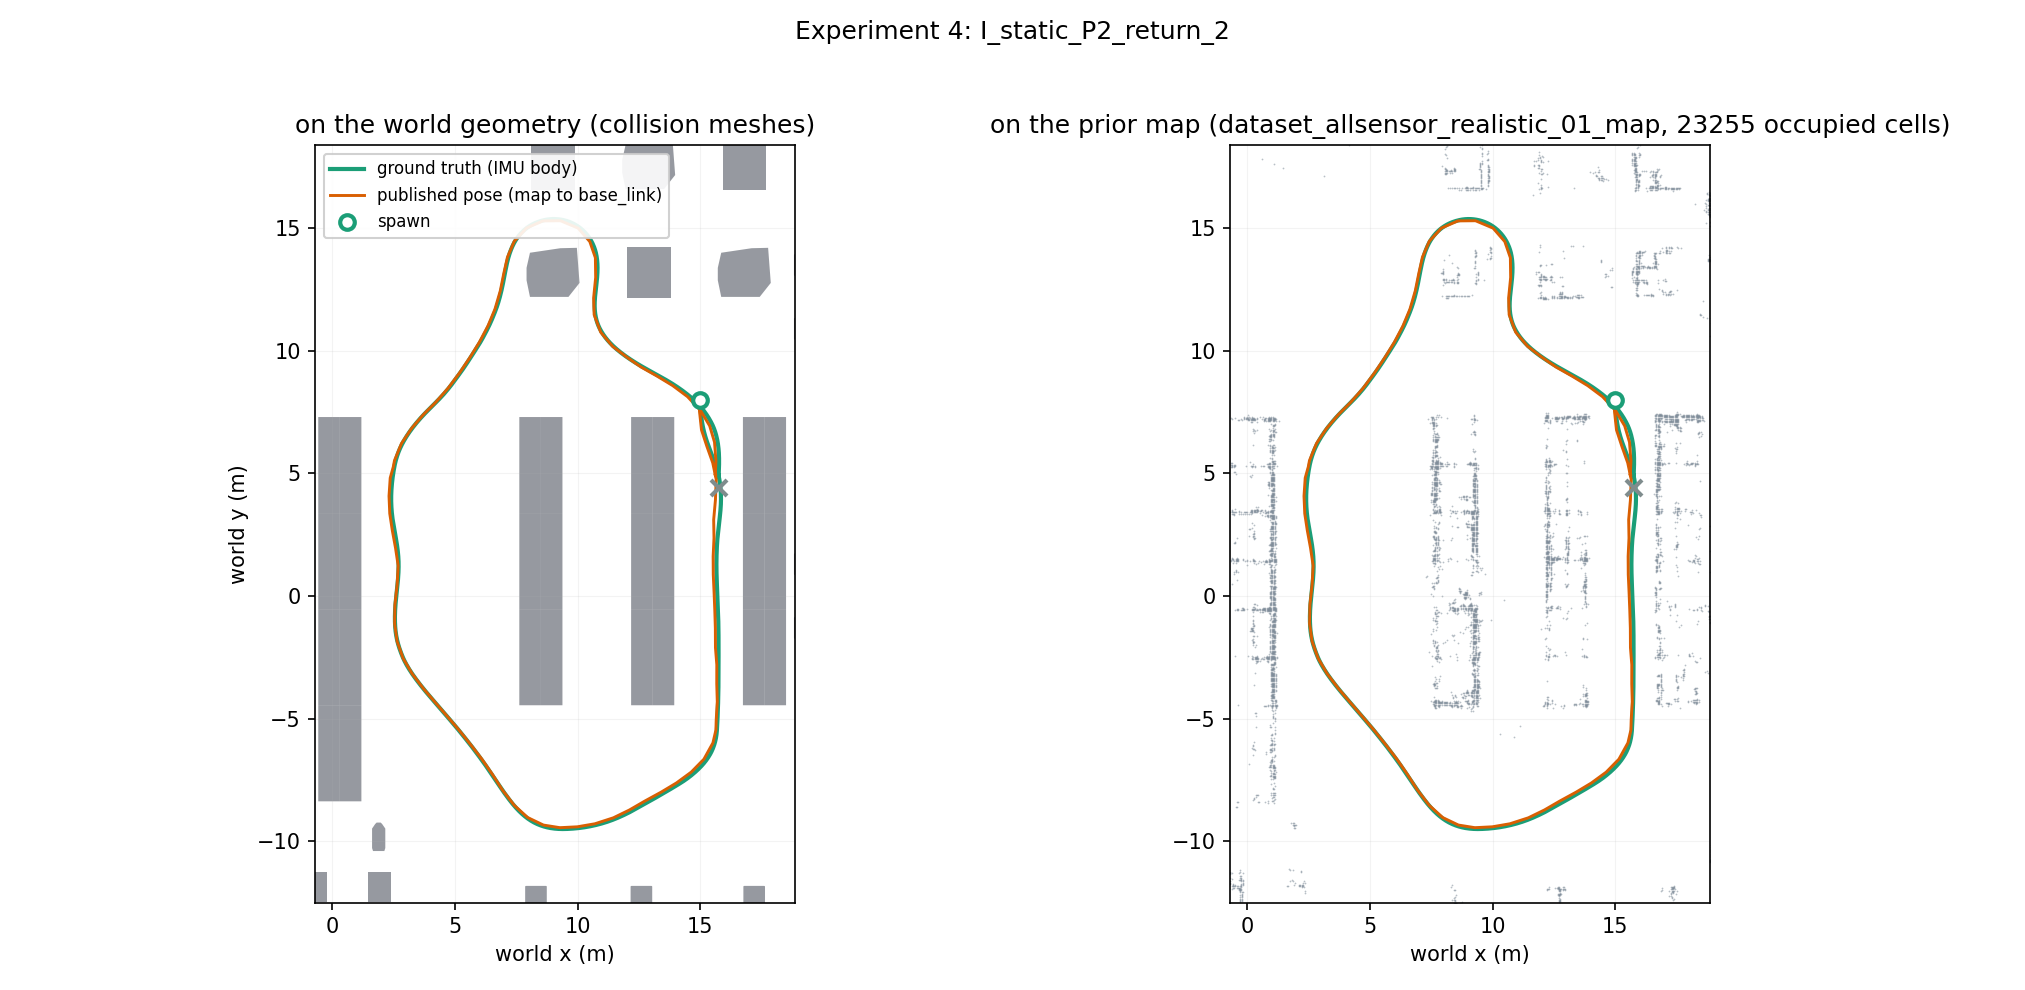 Experiment 4: I_static_P2_return_2
on the world geometry (collision meshes)
ground truth (IMU body)
published pose (map to base_link)
spawn
15
10
5
0
−5
−10
world y (m)
0
5
10
15
world x (m)
on the prior map (dataset_allsensor_realistic_01_map, 23255 occupied cells)
15
10
5
0
−5
−10
0
5
10
15
world x (m)